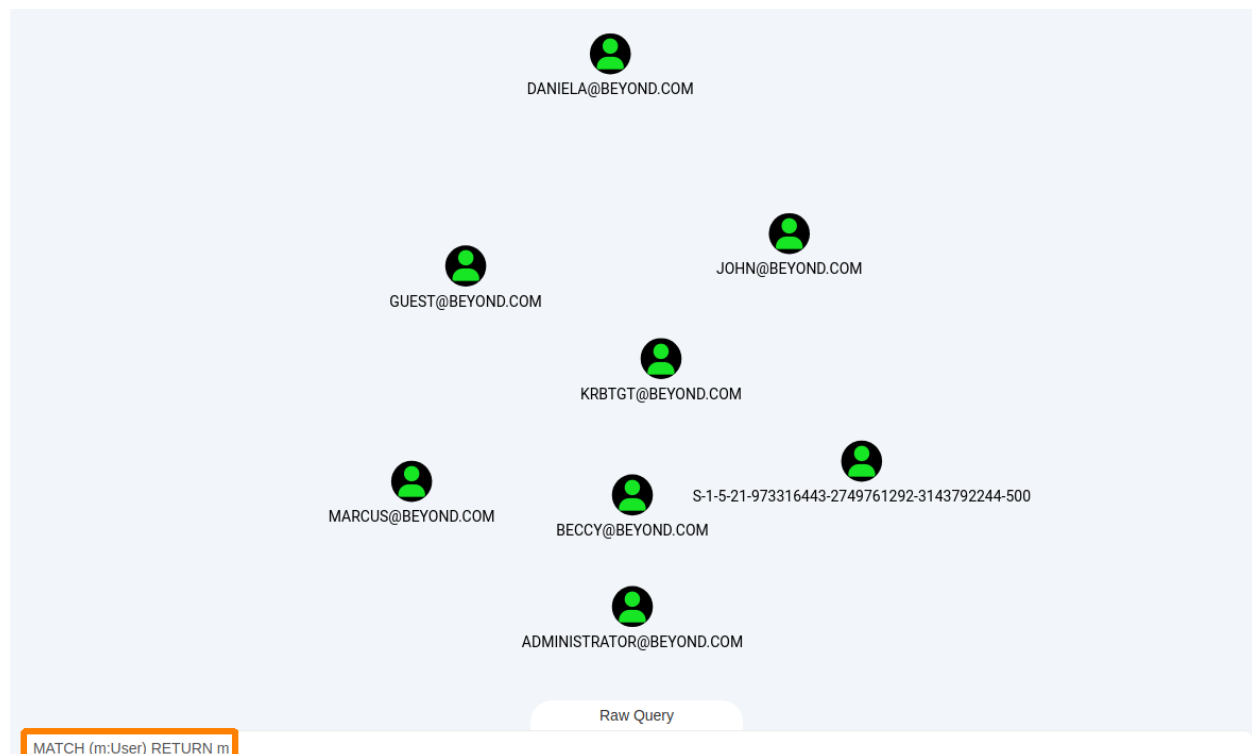 DANIELA@BEYOND.COM
JOHN@BEYOND.COM
GUEST@BEYOND.COM
KRBTGT@BEYOND.COM
S-1-5-21-973316443-2749761292-3143792244-500
MARCUS@BEYOND.COM
BECCY@BEYOND.COM
ADMINISTRATOR@BEYOND.COM
Raw Query
MATCH (m:User) RETURN m